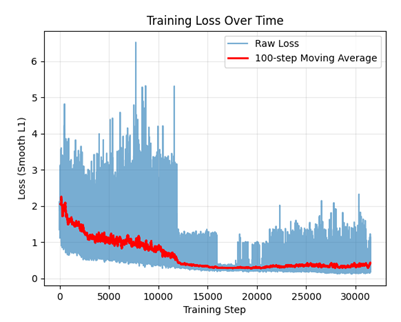 Training Loss Over Time
Raw Loss
100-step Moving Average
Loss (Smooth L1)
6
5
4
3
2
1
0
0 5000 10000 15000 20000 25000 30000
Training Step